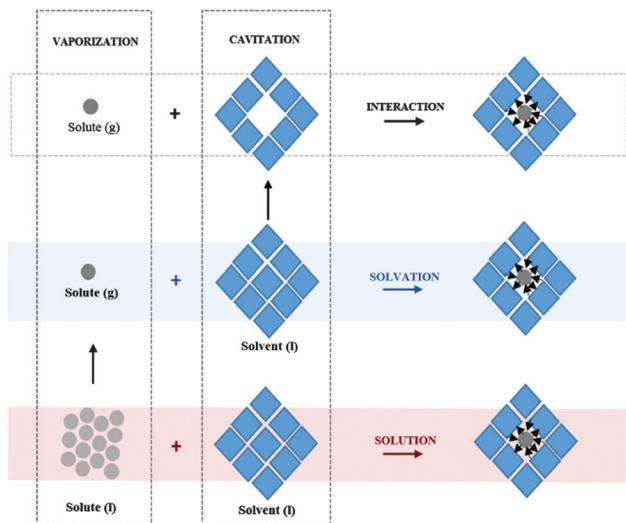 VAPORIZATION
CAVITATION
Solute (g)
+
INTERACTION
Solute (g)
+
SOLVATION
Solvent (l)
+
SOLUTION
Solute (l)
Solvent (l)